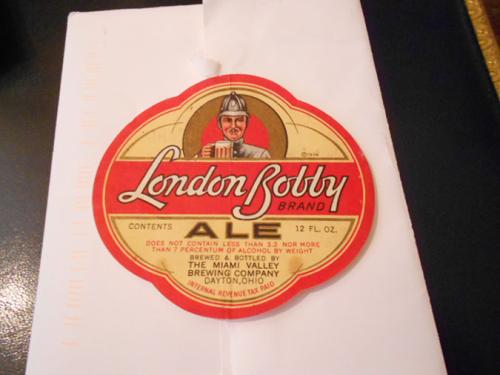 London Bobby
BRAND
CONTENTS ALE 12 FL. OZ.
DOES NOT CONTAIN LESS THAN 3.2 NOR MORE
THAN 7 PERCENTUM OF ALCOHOL BY WEIGHT
BREWED & BOTTLED BY
THE MIAMI VALLEY
BREWING COMPANY
DAYTON, OHIO
INTERNAL REVENUE TAX PAID